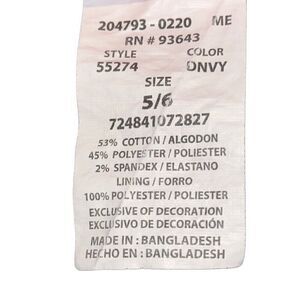 204793 - 0220 ME
RN # 93643
STYLE COLOR
55274 DNVY
SIZE
5/6
724841072827
53% COTTON / ALGODON
45% POLYESTER / POLIESTER
2% SPANDEX / ELASTANO
LINING / FORRO
100% POLYESTER / POLIESTER
EXCLUSIVE OF DECORATION
EXCLUSIVO DE DECORACIÓN
MADE IN : BANGLADESH
HECHO EN : BANGLADESH